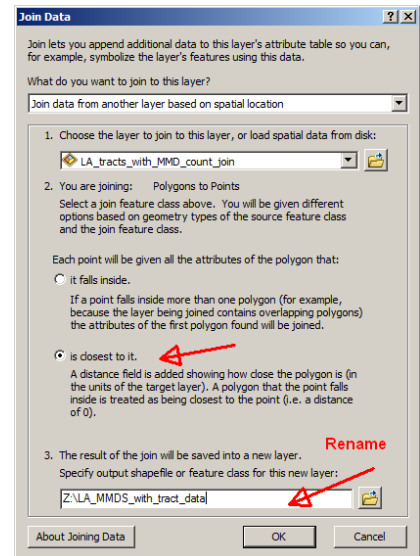 Join Data
Join lets you append additional data to this layer's attribute table so you can,
for example, symbolize the layer's features using this data.
What do you want to join to this layer?
Join data from another layer based on spatial location
1. Choose the layer to join to this layer, or load spatial data from disk:
LA_tracts_with_MMD_count_join
2. You are joining: Polygons to Points
Select a join feature class above. You will be given different
options based on geometry types of the source feature class
and the join feature class.
Each point will be given all the attributes of the polygon that:
it falls inside.
If a point falls inside more than one polygon (for example,
because the layer being joined contains overlapping polygons)
the attributes of the first polygon found will be joined.
is closest to it.
A distance field is added showing how close the polygon is (in
the units of the target layer). A polygon that the point falls
inside is treated as being closest to the point (i.e. a distance
of 0).
Rename
3. The result of the join will be saved into a new layer.
Specify output shapefile or feature class for this new layer:
Z:\LA_MMDS_with_tract_data
About Joining Data
OK
Cancel